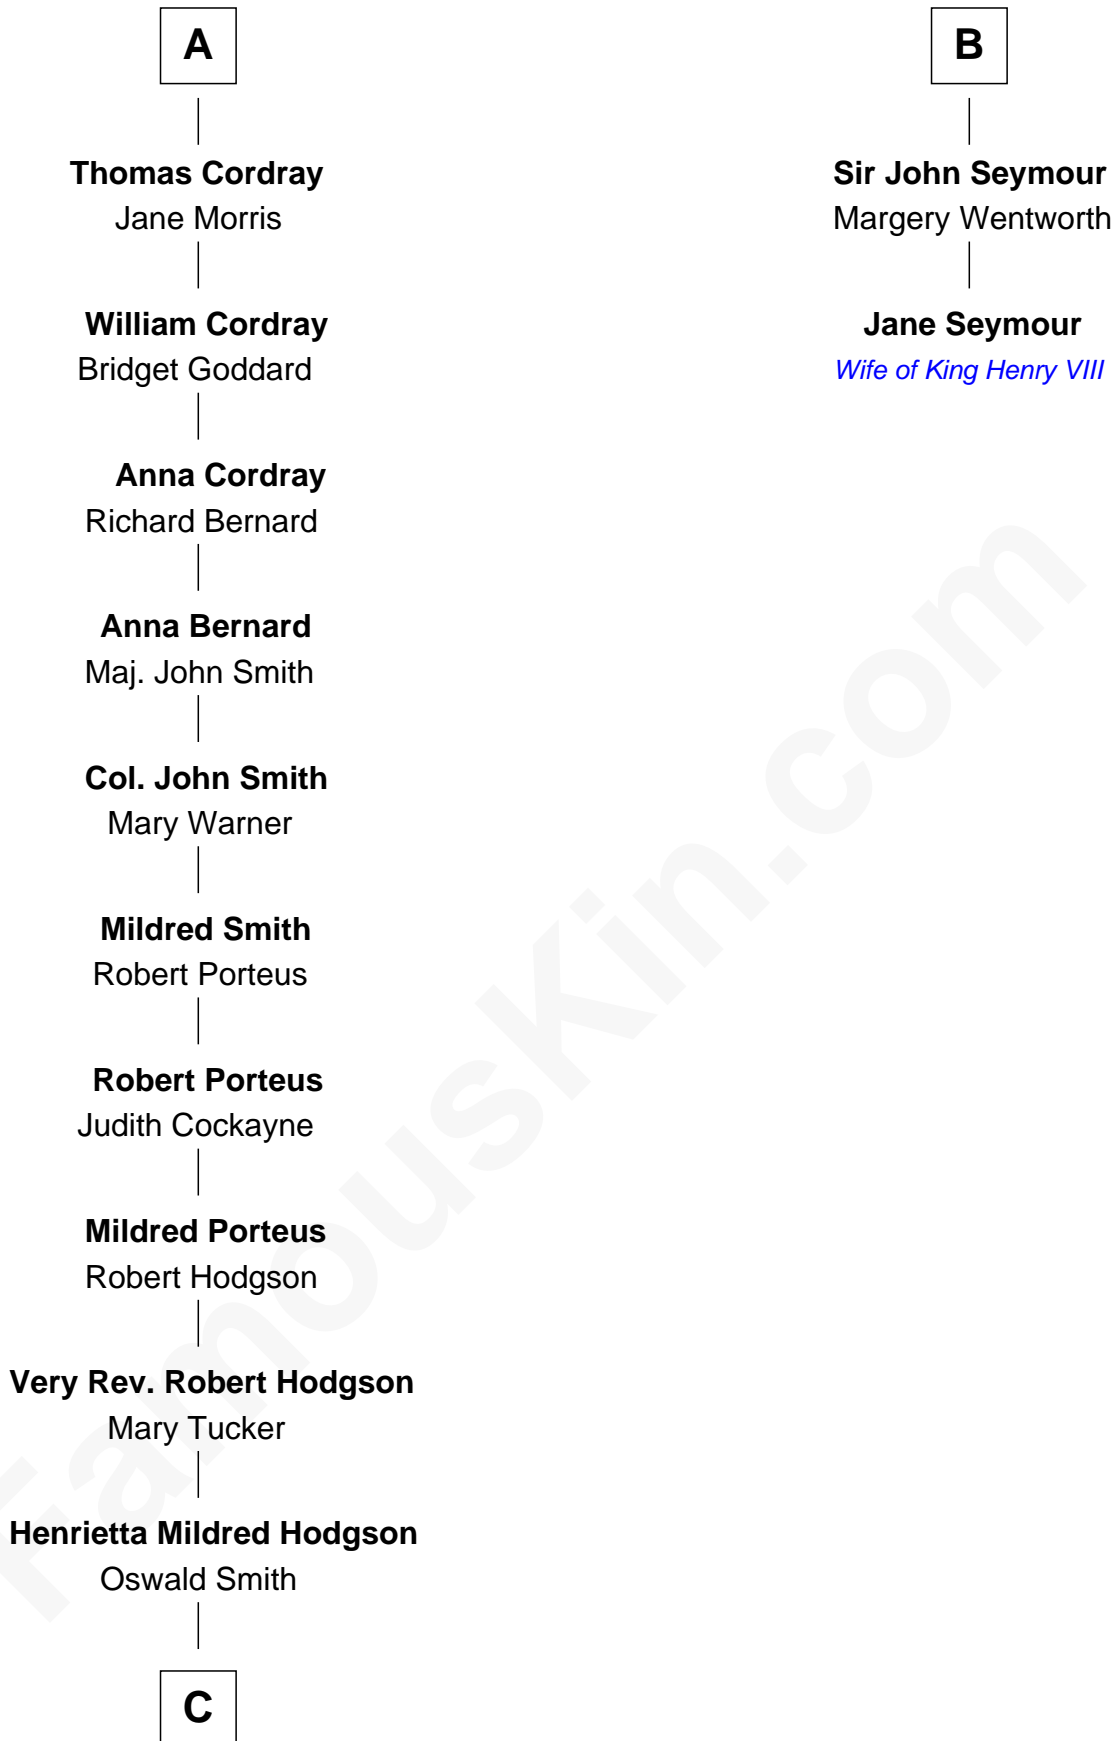 A
Thomas Cordray
Jane Morris
William Cordray
Bridget Goddard
Anna Cordray
Richard Bernard
Anna Bernard
Maj. John Smith
Col. John Smith
Mary Warner
Mildred Smith
Robert Porteus
Robert Porteus
Judith Cockayne
Mildred Porteus
Robert Hodgson
Very Rev. Robert Hodgson
Mary Tucker
Henrietta Mildred Hodgson
Oswald Smith
C
B
Sir John Seymour
Margery Wentworth
Jane Seymour
Wife of King Henry VIII
FamousKin.com